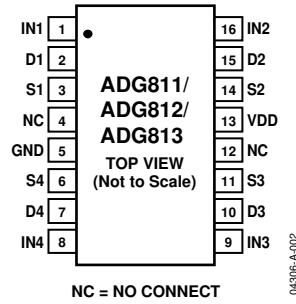 IN1 1 16 IN2
D1 2 15 D2
S1 3 ADG811/ 14 S2
NC 4 ADG812/ 13 VDD
GND 5 ADG813 12 NC
S4 6 TOP VIEW 11 S3
D4 7 (Not to Scale) 10 D3
IN4 8 9 IN3
NC = NO CONNECT
04306-A-002